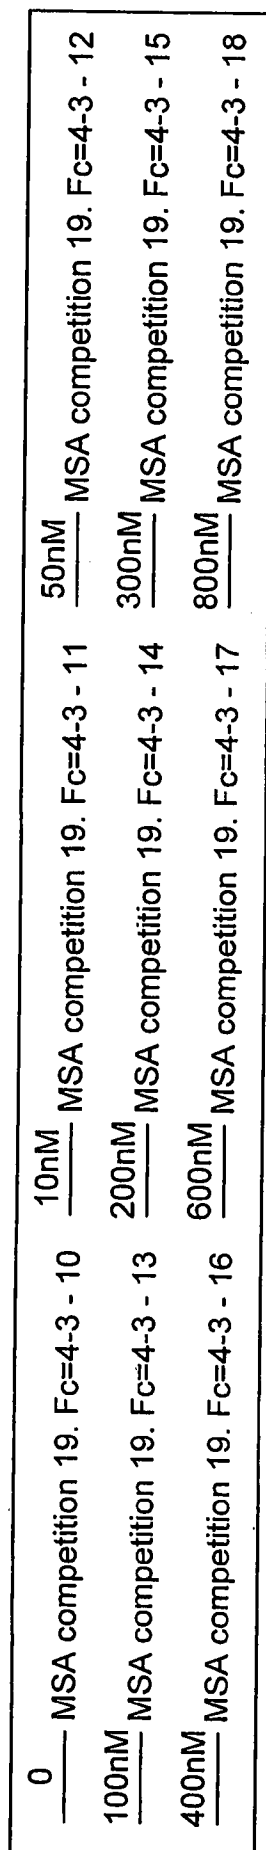 0 MSA competition 19. Fc=4-3 - 10 10nM MSA competition 19. Fc=4-3 - 11 50nM MSA competition 19. Fc=4-3 - 12
100nM MSA competition 19. Fc=4-3 - 13 200nM MSA competition 19. Fc=4-3 - 14 300nM MSA competition 19. Fc=4-3 - 15
400nM MSA competition 19. Fc=4-3 - 16 600nM MSA competition 19. Fc=4-3 - 17 800nM MSA competition 19. Fc=4-3 - 18